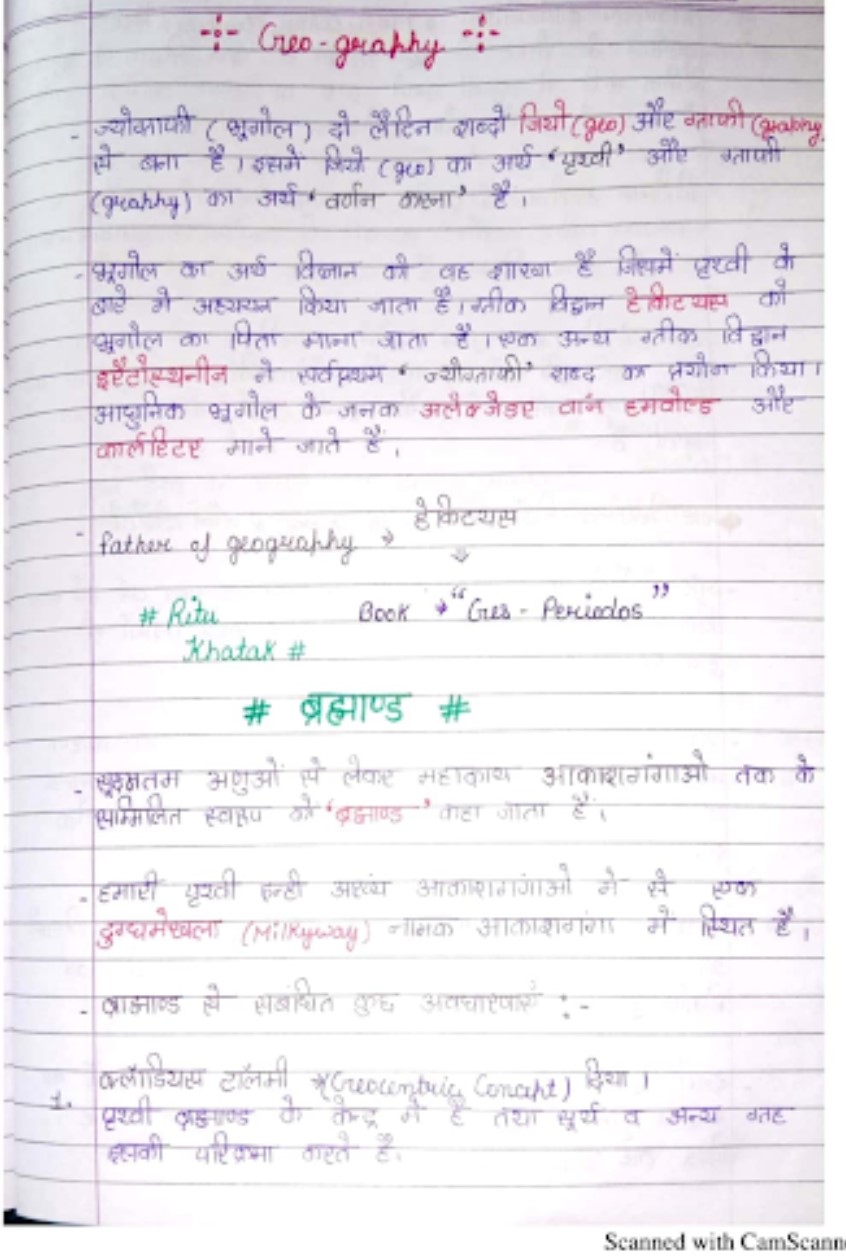 -:- Geo-graphy -:-
- ज्योग्राफी (भूगोल) दो लैटिन शब्दों जियो (geo) और ग्राफी (graphy)
से बना है। इसमें जियो (geo) का अर्थ 'पृथ्वी' और ग्राफी
(graphy) का अर्थ 'वर्णन करना' है।
- भूगोल का अर्थ विज्ञान की वह शाखा है जिसमें पृथ्वी के
बारे में अध्ययन किया जाता है। ग्रीक विद्वान हेकिटयस को
भूगोल का पिता माना जाता है। एक अन्य ग्रीक विद्वान
इरैटोस्थनीज ने सर्वप्रथम 'ज्योग्राफी' शब्द का प्रयोग किया।
आधुनिक भूगोल के जनक अलेक्जेंडर वॉन हमवोल्ड और
कार्लरिटर माने जाते हैं।
- Father of geography → हेकिटयस
⇓
# Ritu Book → "Ges - Periodos"
Khatak #
# ब्रह्माण्ड #
- सूक्ष्मतम अणुओं से लेकर महाकाय आकाशगंगाओं तक के
सम्मिलित स्वरूप को 'ब्रह्माण्ड' कहा जाता है।
- हमारी पृथ्वी इन्हीं असंख्य आकाशगंगाओं में से एक
दुग्धमेखला (Milkyway) नामक आकाशगंगा में स्थित है।
- ब्राह्माण्ड से संबंधित कुछ अवधारणाएं :-
1. क्लॉडियस टॉलमी (Geocentric Concept) दिया।
पृथ्वी ब्रह्माण्ड के केन्द्र में है तथा सूर्य व अन्य ग्रह
इसकी परिक्रमा करते हैं।
Scanned with CamScanne